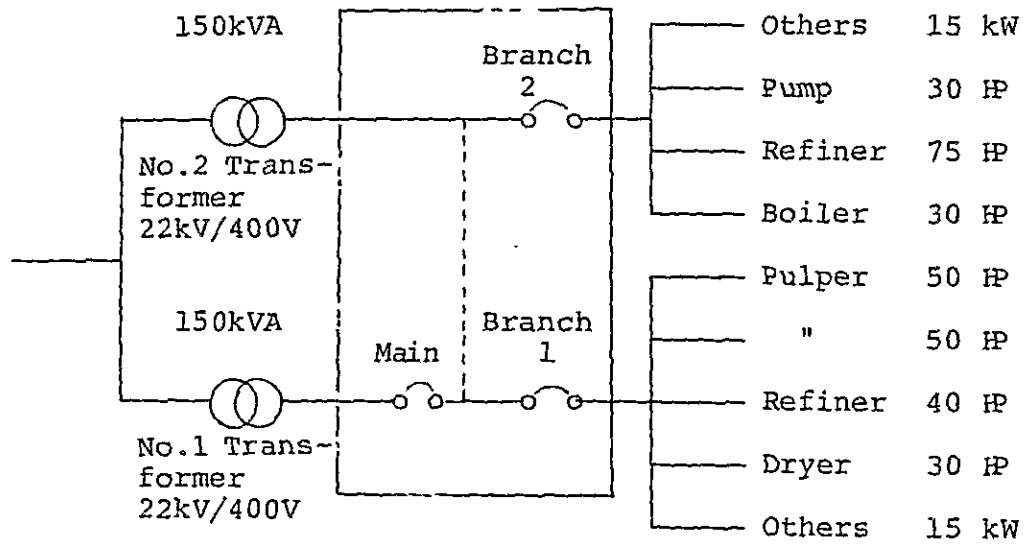 150kVA
Branch
2
No.2 Trans-
former
22kV/400V
Others 15 kW
Pump 30 HP
Refiner 75 HP
Boiler 30 HP
150kVA
Main
Branch
1
No.1 Trans-
former
22kV/400V
Pulper 50 HP
" 50 HP
Refiner 40 HP
Dryer 30 HP
Others 15 kW